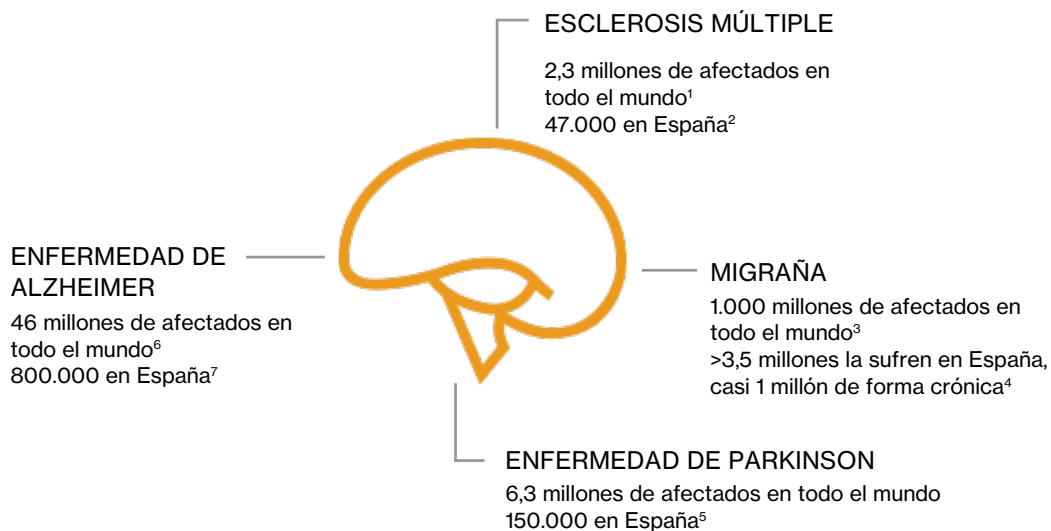 ESCLEROSIS MÚLTIPLE
2,3 millones de afectados en
todo el mundo¹
47.000 en España²
ENFERMEDAD DE
ALZHEIMER
46 millones de afectados en
todo el mundo⁶
800.000 en España⁷
MIGRAÑA
1.000 millones de afectados en
todo el mundo³
>3,5 millones la sufren en España,
casi 1 millón de forma crónica⁴
ENFERMEDAD DE PARKINSON
6,3 millones de afectados en todo el mundo
150.000 en España⁵